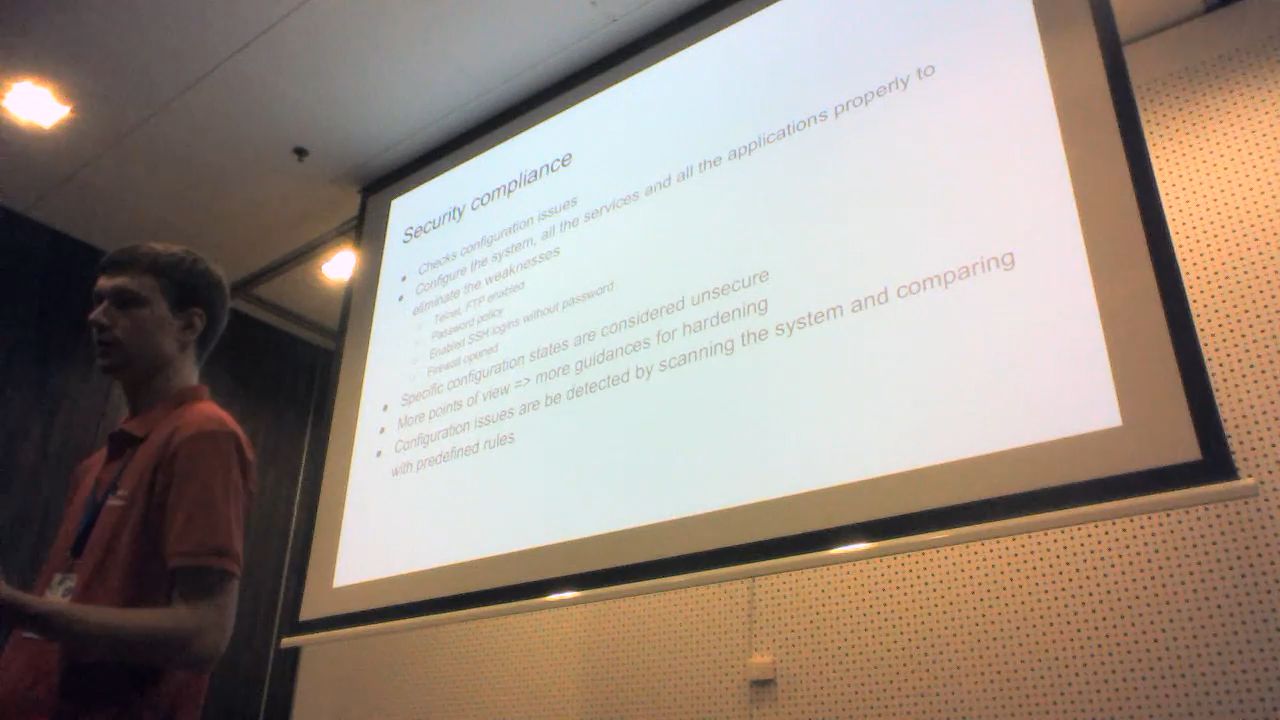 Security compliance
Checks configuration issues
Configure the system, all the services and all the applications properly to
eliminate the weaknesses
Telnet, FTP enabled
Password policy
Enabled SSH logins without password
Firewall opened
Specific configuration states are considered unsecure
More points of view => more guidances for hardening
Configuration issues are be detected by scanning the system and comparing
with predefined rules